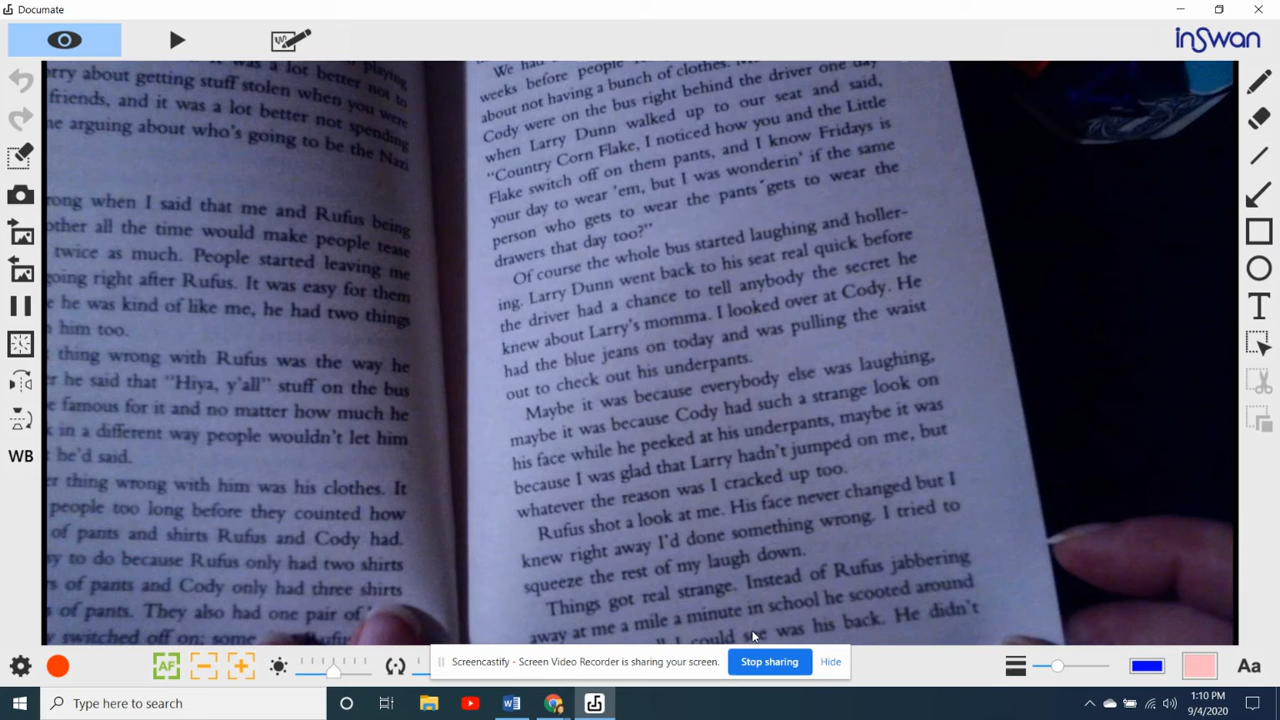 Documate
inSwan
WB
rry about getting stuff stolen when you were
friends, and it was a lot better not spending
e arguing about who's going to be the Nazi
rong when I said that me and Rufus being
other all the time would make people tease
twice as much. People started leaving me
going right after Rufus. It was easy for them
e he was kind of like me, he had two things
him too.
thing wrong with Rufus was the way he
r he said that "Hiya, y'all" stuff on the bus
e famous for it and no matter how much he
k in a different way people wouldn't let him
t he'd said.
er thing wrong with him was his clothes. It
people too long before they counted how
of pants and shirts Rufus and Cody had.
sy to do because Rufus only had two shirts
rs of pants and Cody only had three shirts
s of pants. They also had one pair of
y switched off on; some
We had
weeks before people
about not having a bunch of clothes.
Cody were on the bus right behind the driver one day
when Larry Dunn walked up to our seat and said,
"Country Corn Flake, I noticed how you and the Little
Flake switch off on them pants, and I know Fridays is
your day to wear 'em, but I was wonderin' if the same
person who gets to wear the pants gets to wear the
drawers that day too?"
Of course the whole bus started laughing and holler-
ing. Larry Dunn went back to his seat real quick before
the driver had a chance to tell anybody the secret he
knew about Larry's momma. I looked over at Cody. He
had the blue jeans on today and was pulling the waist
out to check out his underpants.
Maybe it was because everybody else was laughing,
maybe it was because Cody had such a strange look on
his face while he peeked at his underpants, maybe it was
because I was glad that Larry hadn't jumped on me, but
whatever the reason was I cracked up too.
Rufus shot a look at me. His face never changed but I
knew right away I'd done something wrong. I tried to
squeeze the rest of my laugh down.
Things got real strange. Instead of Rufus jabbering
away at me a mile a minute in school he scooted around
I could see was his back. He didn't
Screencastify - Screen Video Recorder is sharing your screen.
Stop sharing
Hide
AF
Aa
Type here to search
1:10 PM
9/4/2020